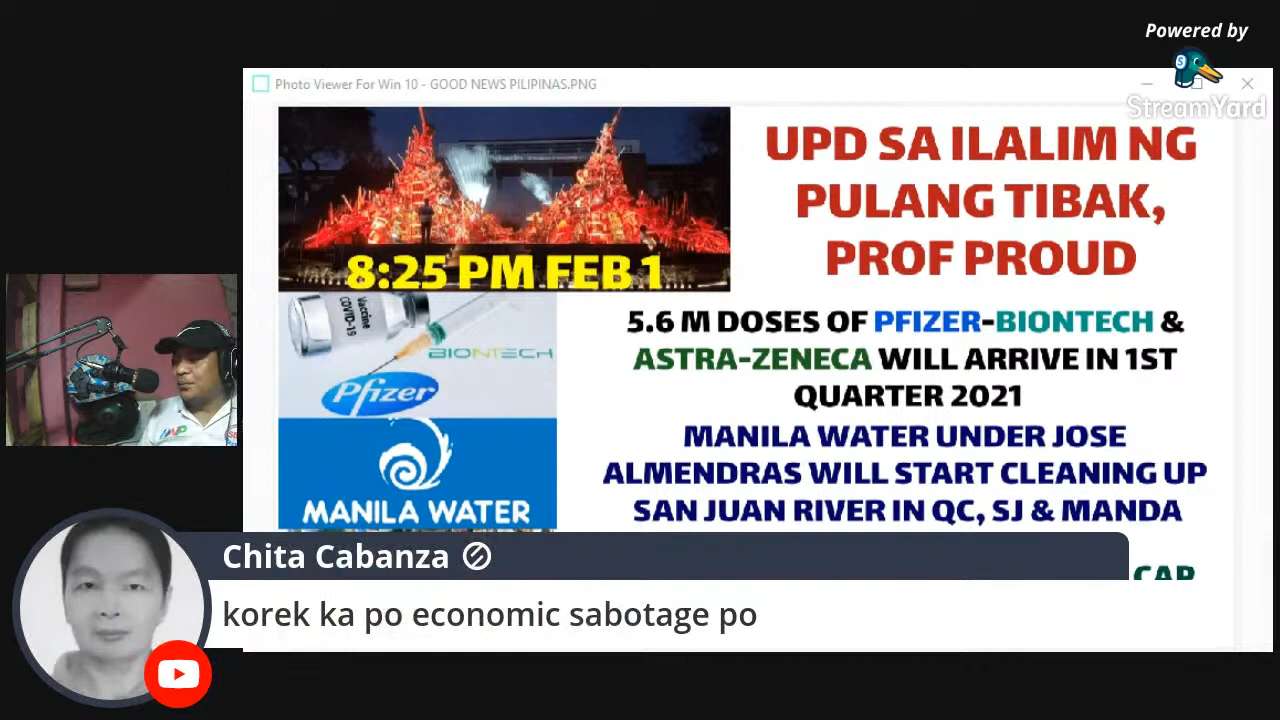 Powered by
StreamYard
Photo Viewer For Win 10 - GOOD NEWS PILIPINAS.PNG
UPD SA ILALIM NG
PULANG TIBAK,
PROF PROUD
8:25 PM FEB 1
Vaccine
COVID-19
BIONTECH
Pfizer
5.6 M DOSES OF PFIZER-BIONTECH &
ASTRA-ZENECA WILL ARRIVE IN 1ST
QUARTER 2021
MANILA WATER UNDER JOSE
ALMENDRAS WILL START CLEANING UP
SAN JUAN RIVER IN QC, SJ & MANDA
MANILA WATER
CAP
Chita Cabanza
korek ka po economic sabotage po